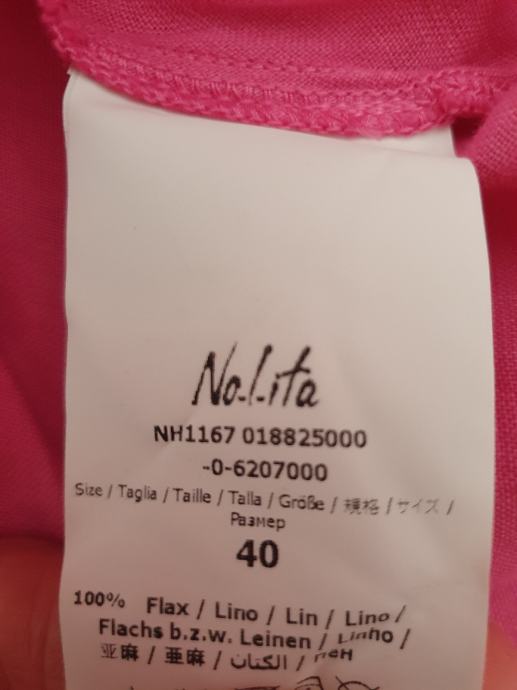 No.l.ita
NH1167 018825000
-0-6207000
Size / Taglia / Taille / Talla / Größe / 規格 / サイズ /
Размер
40
100% Flax / Lino / Lin / Lino /
Flachs b.z.w. Leinen / Linho /
亚麻 / 亜麻 / الكتان / лен